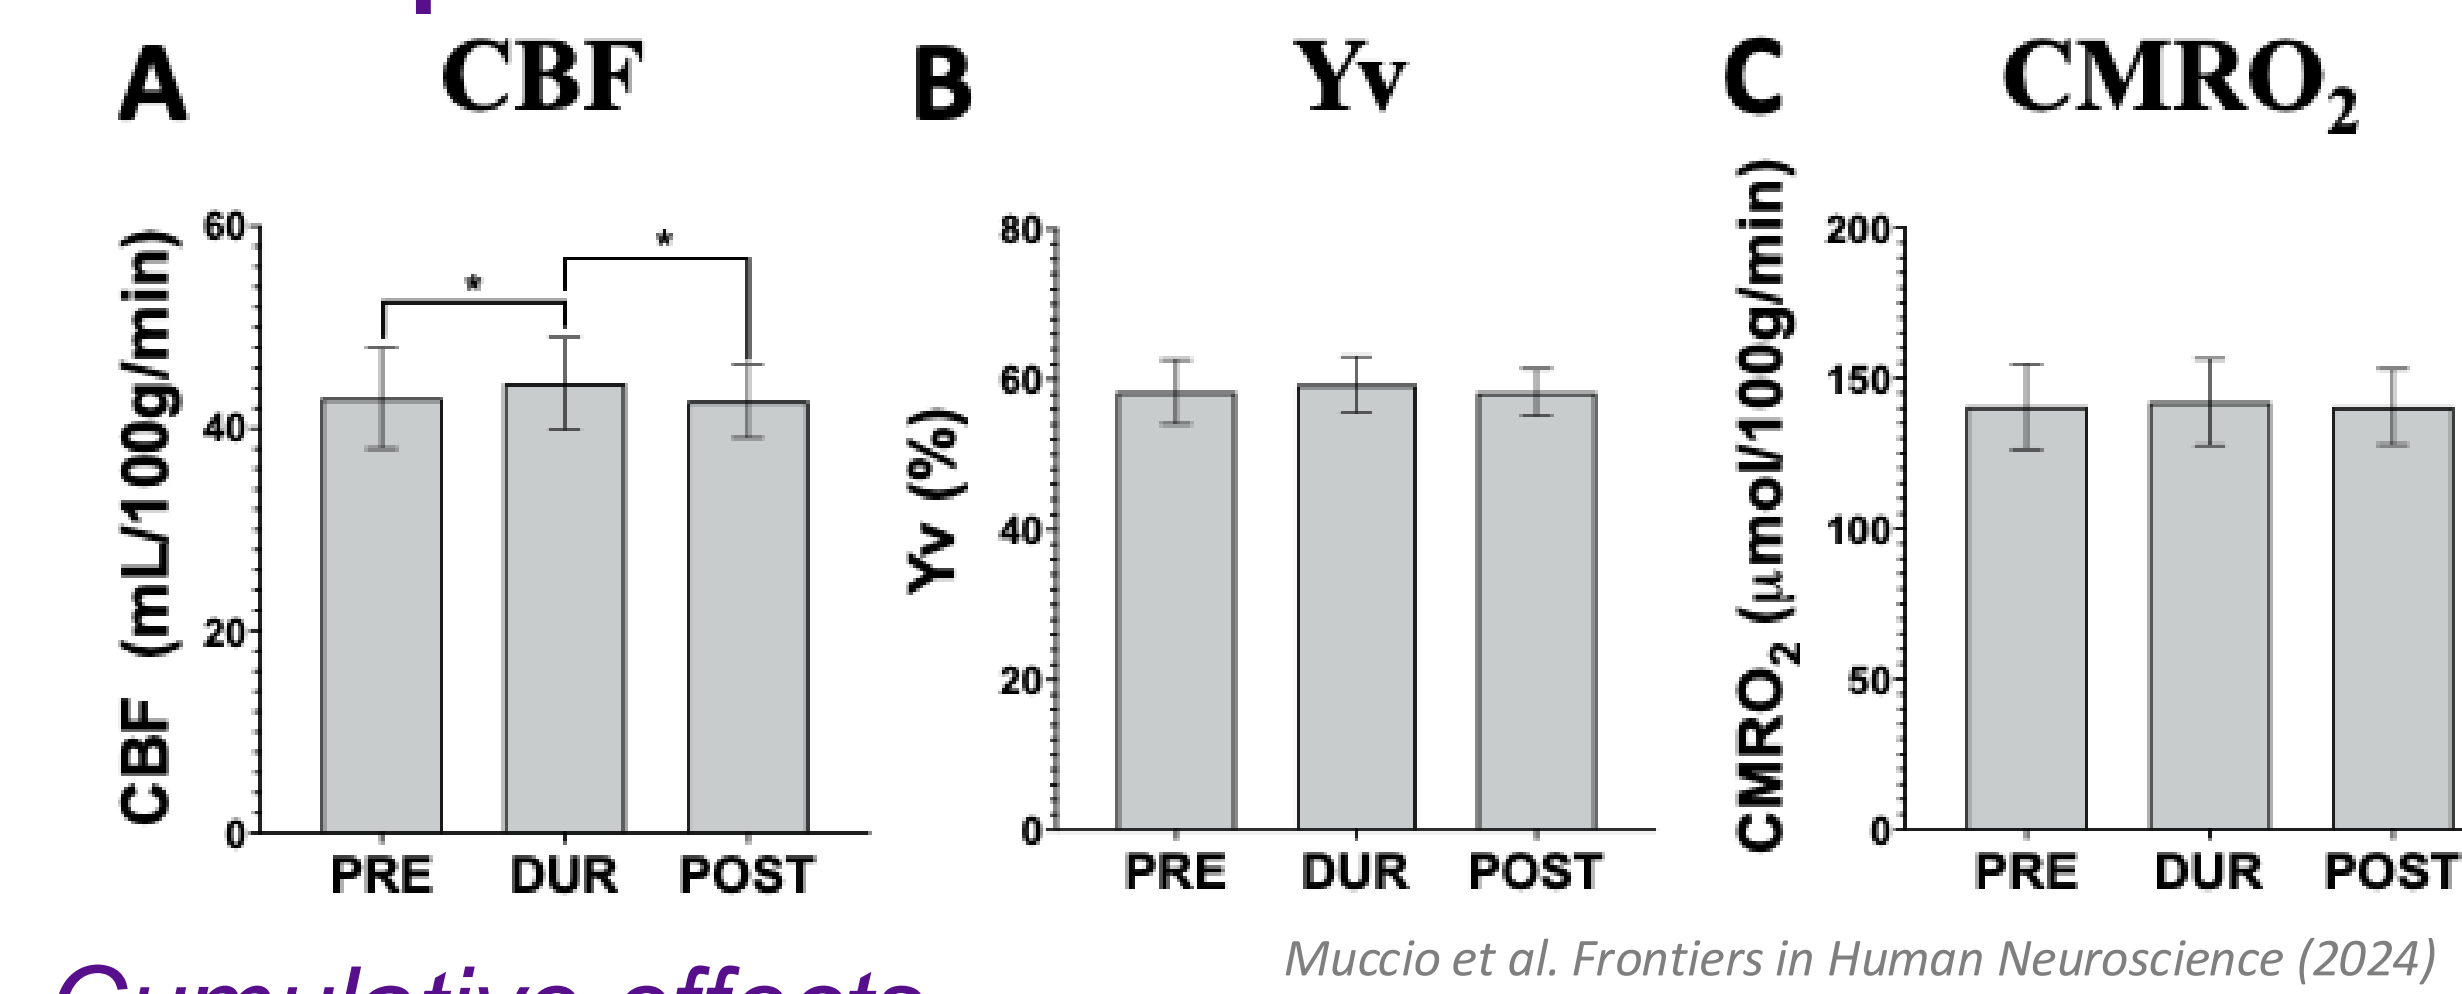 A CBF
CBF (mL/100g/min)
60
40
20
0
*
*
PRE DUR POST
B Yv
Yv (%)
80
60
40
20
0
PRE DUR POST
C CMRO₂
CMRO₂ (μmol/100g/min)
200
150
100
50
0
PRE DUR POST
Muccio et al. Frontiers in Human Neuroscience (2024)
Cumulative effects